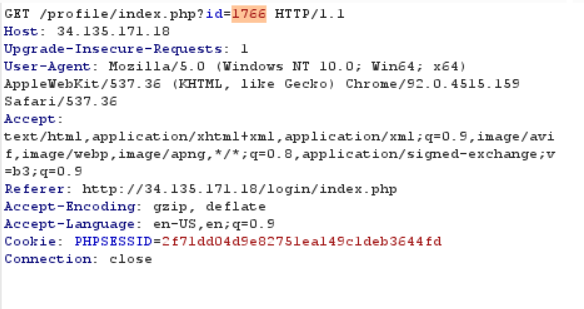 GET /profile/index.php?id=1766 HTTP/1.1
Host: 34.135.171.18
Upgrade-Insecure-Requests: 1
User-Agent: Mozilla/5.0 (Windows NT 10.0; Win64; x64)
AppleWebKit/537.36 (KHTML, like Gecko) Chrome/92.0.4515.159
Safari/537.36
Accept:
text/html,application/xhtml+xml,application/xml;q=0.9,image/avi
f,image/webp,image/apng,*/*;q=0.8,application/signed-exchange;v
=b3;q=0.9
Referer: http://34.135.171.18/login/index.php
Accept-Encoding: gzip, deflate
Accept-Language: en-US,en;q=0.9
Cookie: PHPSESSID=2f71dd04d9e82751ea149c1deb3644fd
Connection: close